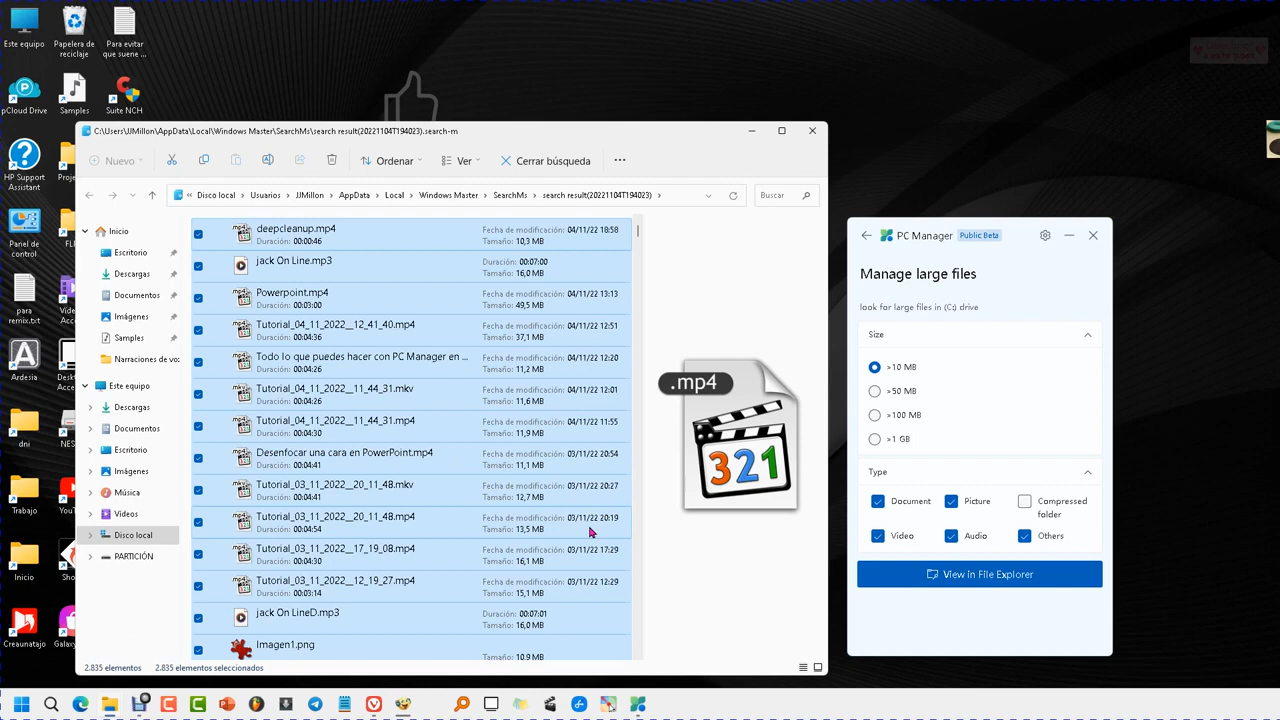 Este equipo
Papelera de
reciclaje
Para evitar
que suene ...
pCloud Drive
Samples
Suite NCH
HP Support
Assistant
Proje
Panel de
control
FL
para
remix.txt
Vide
Acce
Ardesia
Desk
Acce
dni
NES
Trabajo
YouT
Inicio
Sho
Creaunatajo
Galaxy
C:\Users\JJMillon\AppData\Local\Windows Master\SearchMs\search result(20221104T194023).search-m
Nuevo
Ordenar
Ver
Cerrar búsqueda
«
Disco local
Usuarios
JJMillon
AppData
Local
Windows Master
SearchMs
search result(20221104T194023)
Buscar
Inicio
Escritorio
Descargas
Documentos
Imágenes
Samples
Narraciones de vo
Este equipo
Descargas
Documentos
Escritorio
Imágenes
Música
Vídeos
Disco local
PARTICIÓN
deepcleanup.mp4
Duración: 00:00:46
Fecha de modificación: 04/11/22 18:58
Tamaño: 10,3 MB
jack On Line.mp3
Duración: 00:07:00
Tamaño: 16,0 MB
Powerpoint.mp4
Duración: 00:03:00
Fecha de modificación: 04/11/22 13:13
Tamaño: 49,5 MB
Tutorial_04_11_2022__12_41_40.mp4
Duración: 00:04:36
Fecha de modificación: 04/11/22 12:51
Tamaño: 37,1 MB
Todo lo que puedes hacer con PC Manager en ...
Duración: 00:04:26
Fecha de modificación: 04/11/22 12:20
Tamaño: 11,2 MB
Tutorial_04_11_2022__11_44_31.mkv
Duración: 00:04:26
Fecha de modificación: 04/11/22 12:01
Tamaño: 11,6 MB
Tutorial_04_11_2022__11_44_31.mp4
Duración: 00:04:30
Fecha de modificación: 04/11/22 11:55
Tamaño: 11,9 MB
Desenfocar una cara en PowerPoint.mp4
Duración: 00:04:41
Fecha de modificación: 03/11/22 20:54
Tamaño: 11,1 MB
Tutorial_03_11_2022__20_11_48.mkv
Duración: 00:04:41
Fecha de modificación: 03/11/22 20:27
Tamaño: 12,7 MB
Tutorial_03_11_2022__20_11_48.mp4
Duración: 00:04:54
Fecha de modificación: 03/11/22 20:19
Tamaño: 13,5 MB
Tutorial_03_11_2022__17_19_08.mp4
Duración: 00:04:30
Fecha de modificación: 03/11/22 17:29
Tamaño: 16,1 MB
Tutorial_03_11_2022__12_19_27.mp4
Duración: 00:03:14
Fecha de modificación: 03/11/22 12:29
Tamaño: 15,1 MB
jack On LineD.mp3
Duración: 00:07:01
Tamaño: 16,0 MB
Imagen1.png
Tamaño: 10,9 MB
.mp4
321
2.835 elementos
2.835 elementos seleccionados
PC Manager
Public Beta
Manage large files
look for large files in (C:) drive
Size
>10 MB
>50 MB
>100 MB
>1 GB
Type
Document
Picture
Compressed
folder
Video
Audio
Others
View in File Explorer